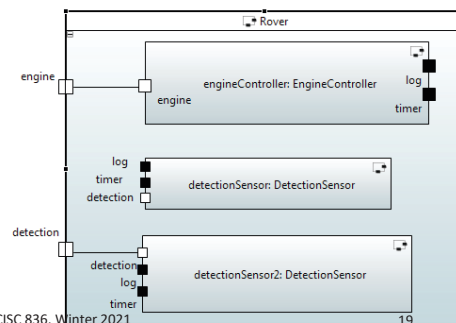 Rover
engine
engineController: EngineController
engine
log
timer
log
timer
detection
detectionSensor: DetectionSensor
detection
detection
log
timer
detectionSensor2: DetectionSensor
CISC 836, Winter 2021
19